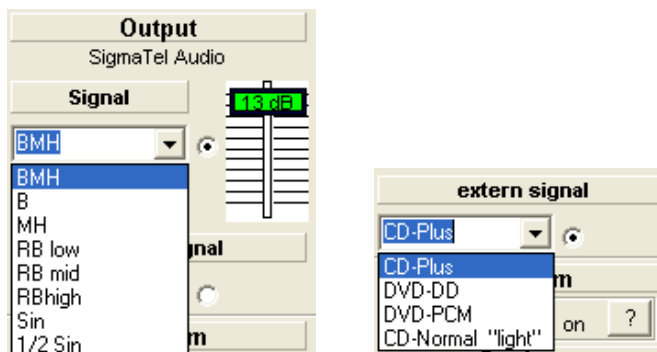 Output
SigmaTel Audio
Signal
13 dB
BMH
BMH
B
MH
RB low
RB mid
RBhigh
Sin
1/2 Sin
extern signal
CD-Plus
CD-Plus
DVD-DD
DVD-PCM
CD-Normal "light"
on ?